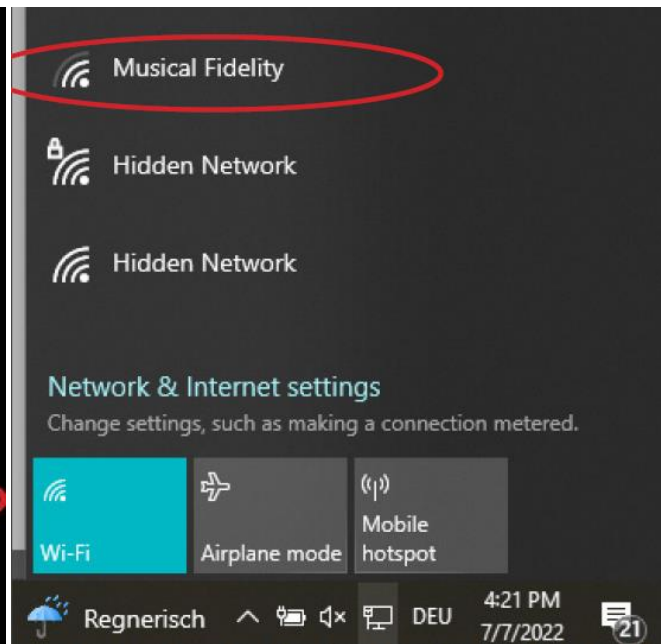 Musical Fidelity
Hidden Network
Hidden Network
Network & Internet settings
Change settings, such as making a connection metered.
Wi-Fi
Airplane mode
Mobile
hotspot
Regnerisch
DEU
4:21 PM
7/7/2022
21